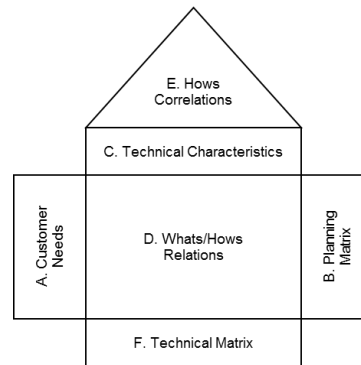 E. Hows
Correlations
C. Technical Characteristics
A. Customer
Needs
D. Whats/Hows
Relations
B. Planning
Matrix
F. Technical Matrix